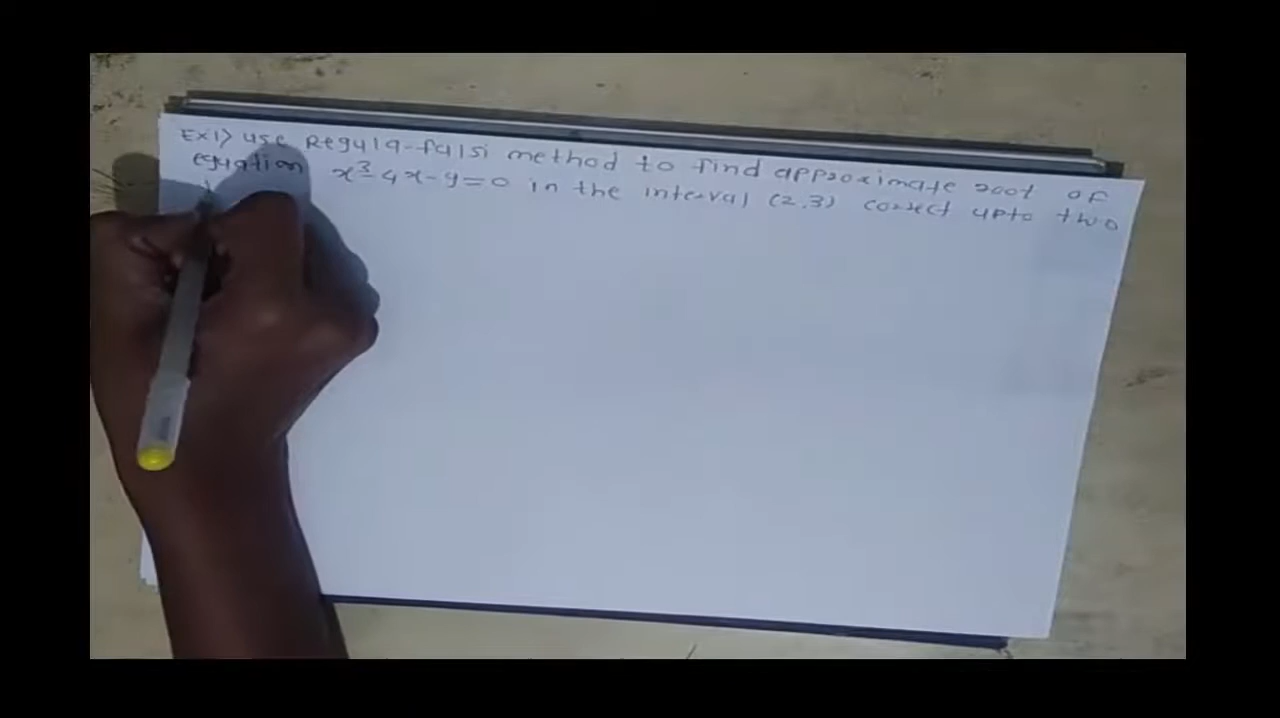 Ex1> use Regula-falsi method to find approximate root of
equation x³-4x-9=0 in the interval (2,3) correct upto two